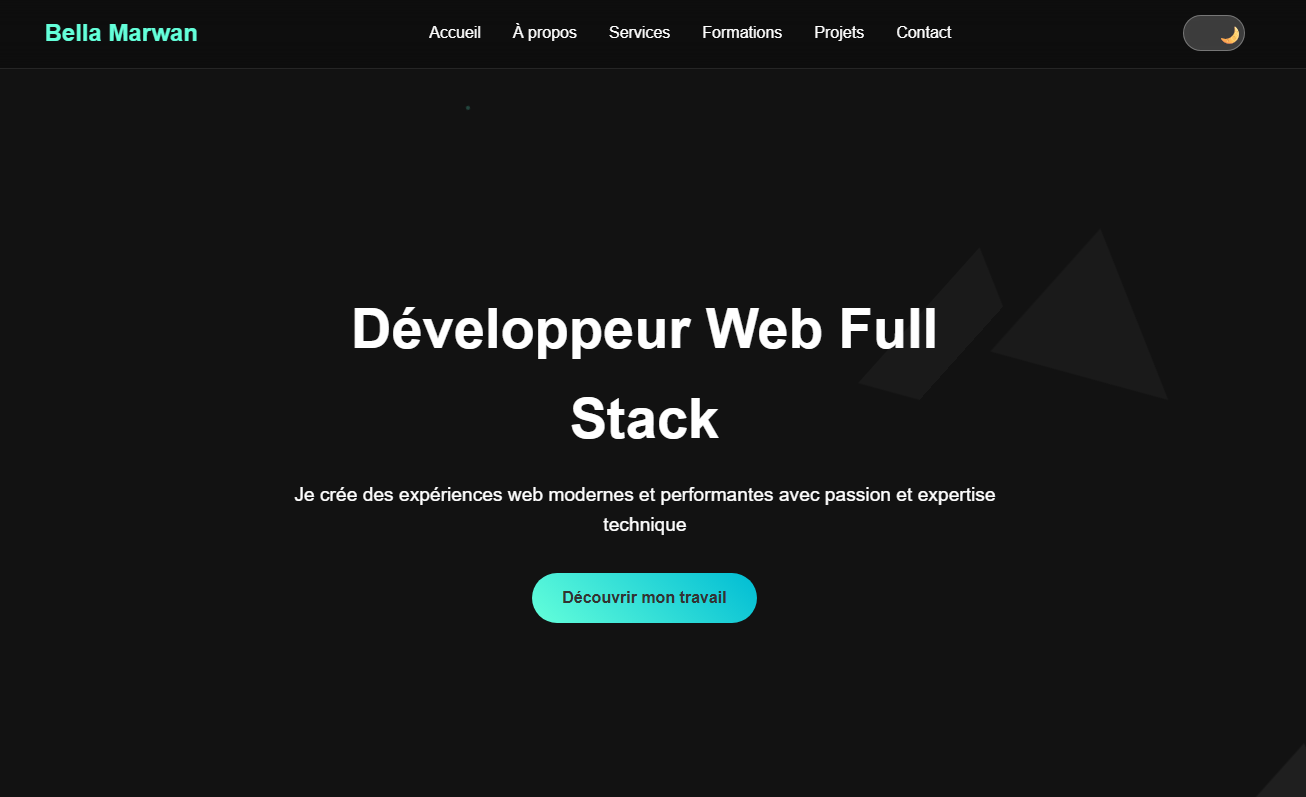 Bella Marwan
Accueil À propos Services Formations Projets Contact
Développeur Web Full
Stack
Je crée des expériences web modernes et performantes avec passion et expertise
technique
Découvrir mon travail